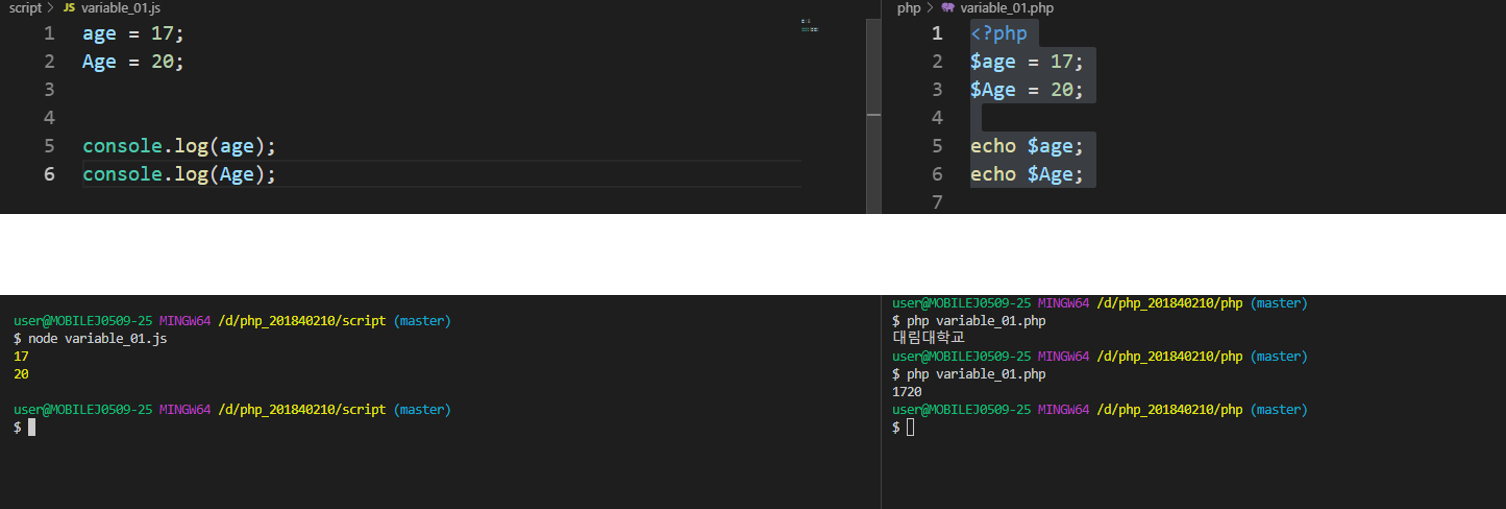 script > JS variable_01.js
1 age = 17;
2 Age = 20;
3
4
5 console.log(age);
6 console.log(Age);
php > variable_01.php
1 <?php
2 $age = 17;
3 $Age = 20;
4
5 echo $age;
6 echo $Age;
7
user@MOBILEJ0509-25 MINGW64 /d/php_201840210/script (master)
$ node variable_01.js
17
20
user@MOBILEJ0509-25 MINGW64 /d/php_201840210/script (master)
$
user@MOBILEJ0509-25 MINGW64 /d/php_201840210/php (master)
$ php variable_01.php
대림대학교
user@MOBILEJ0509-25 MINGW64 /d/php_201840210/php (master)
$ php variable_01.php
1720
user@MOBILEJ0509-25 MINGW64 /d/php_201840210/php (master)
$